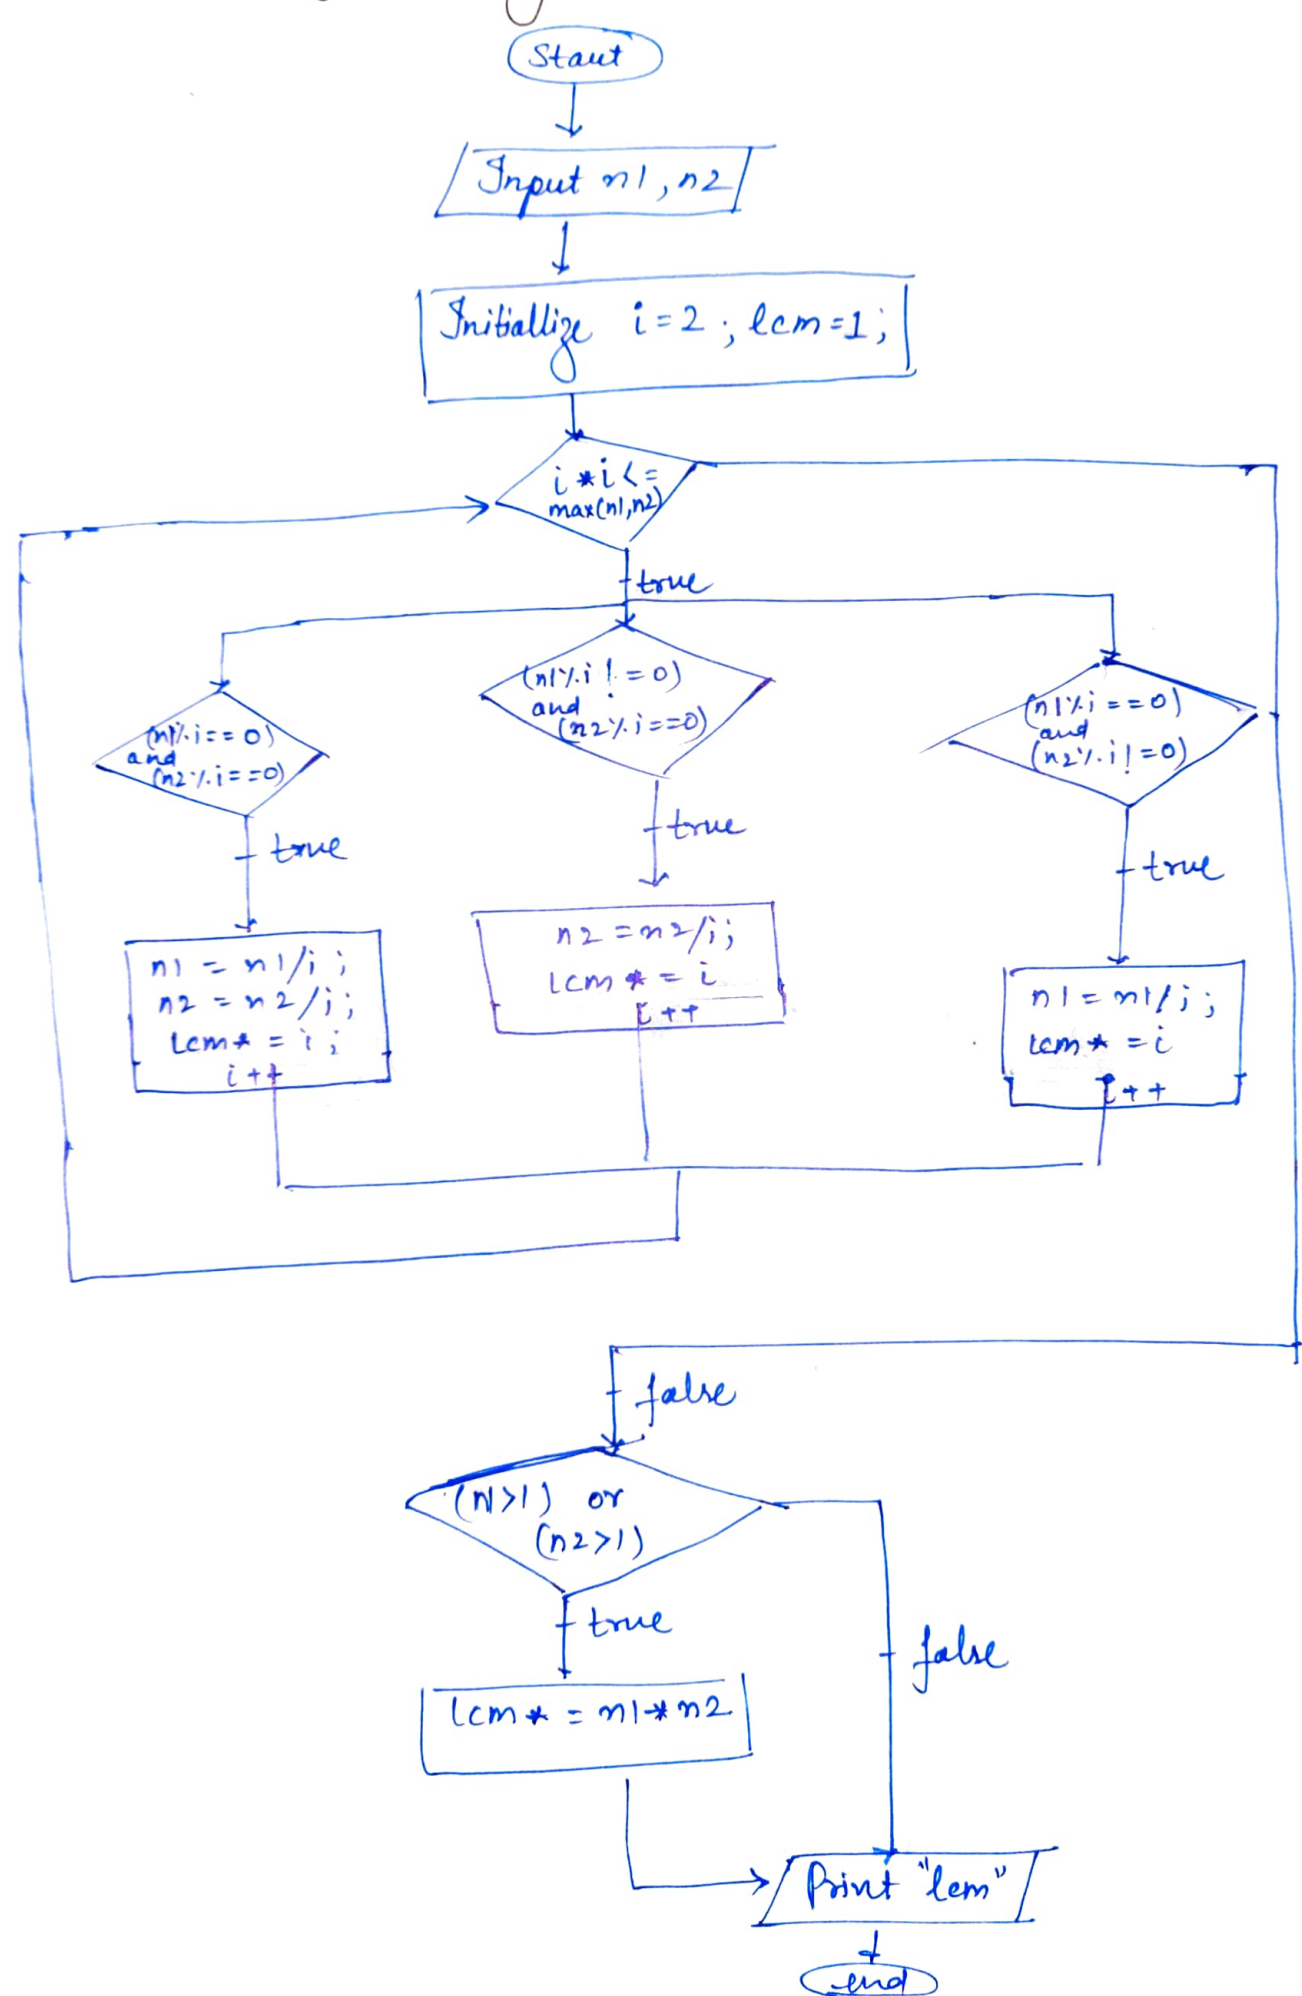 Start
Input n1, n2
Initiallize i=2; lcm=1;
i*i<=
max(n1,n2)
true
(n1%i==0)
and
(n2%i==0)
(n1%i!=0)
and
(n2%i==0)
(n1%i==0)
and
(n2%i!=0)
true
true
true
n1 = n1/i;
n2 = n2/i;
lcm* = i;
i++
n2 = n2/i;
lcm* = i
i++
n1 = n1/i;
lcm* = i
i++
false
(n1>1) or
(n2>1)
true
false
lcm* = n1*n2
Print "lcm"
end